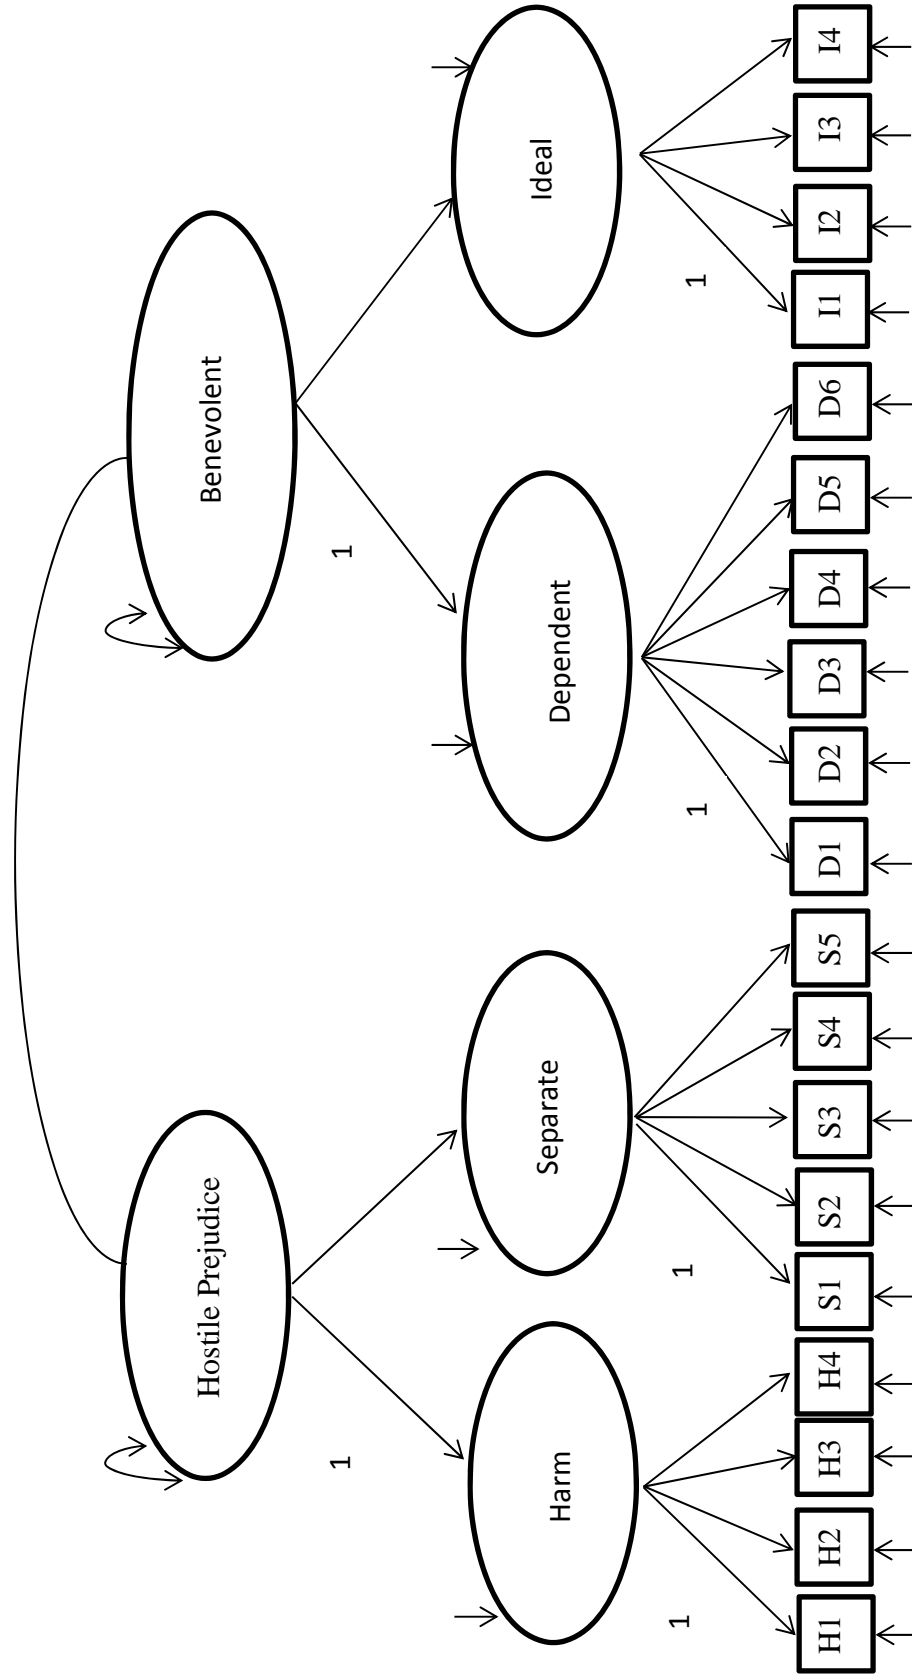 Hostile Prejudice
Benevolent
1
1
Harm
Separate
Dependent
Ideal
1
1
1
1
H1
H2
H3
H4
S1
S2
S3
S4
S5
D1
D2
D3
D4
D5
D6
I1
I2
I3
I4